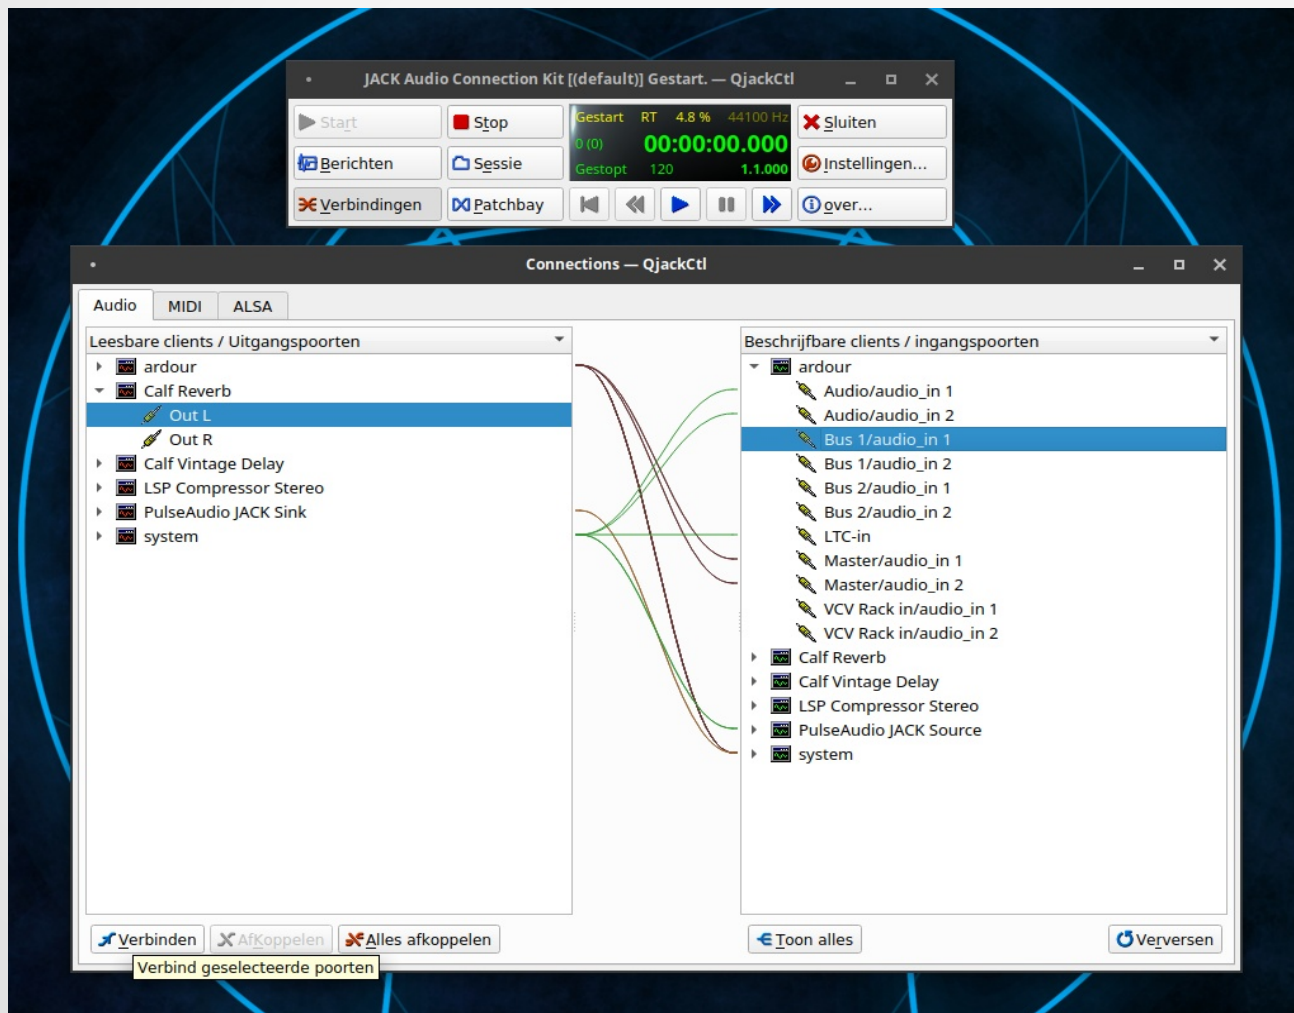 JACK Audio Connection Kit [(default)] Gestart. — QjackCtl
Start
Stop
Gestart RT 4.8 % 44100 Hz
Sluiten
Berichten
Sessie
0 (0) 00:00:00.000
Instellingen...
Gestopt 120 1.1.000
Verbindingen
Patchbay
over...
Connections — QjackCtl
Audio MIDI ALSA
Leesbare clients / Uitgangspoorten
ardour
Calf Reverb
Out L
Out R
Calf Vintage Delay
LSP Compressor Stereo
PulseAudio JACK Sink
system
Beschrijfbare clients / ingangspoorten
ardour
Audio/audio_in 1
Audio/audio_in 2
Bus 1/audio_in 1
Bus 1/audio_in 2
Bus 2/audio_in 1
Bus 2/audio_in 2
LTC-in
Master/audio_in 1
Master/audio_in 2
VCV Rack in/audio_in 1
VCV Rack in/audio_in 2
Calf Reverb
Calf Vintage Delay
LSP Compressor Stereo
PulseAudio JACK Source
system
Verbinden
AfKoppelen
Alles afkoppelen
Toon alles
Verversen
Verbind geselecteerde poorten